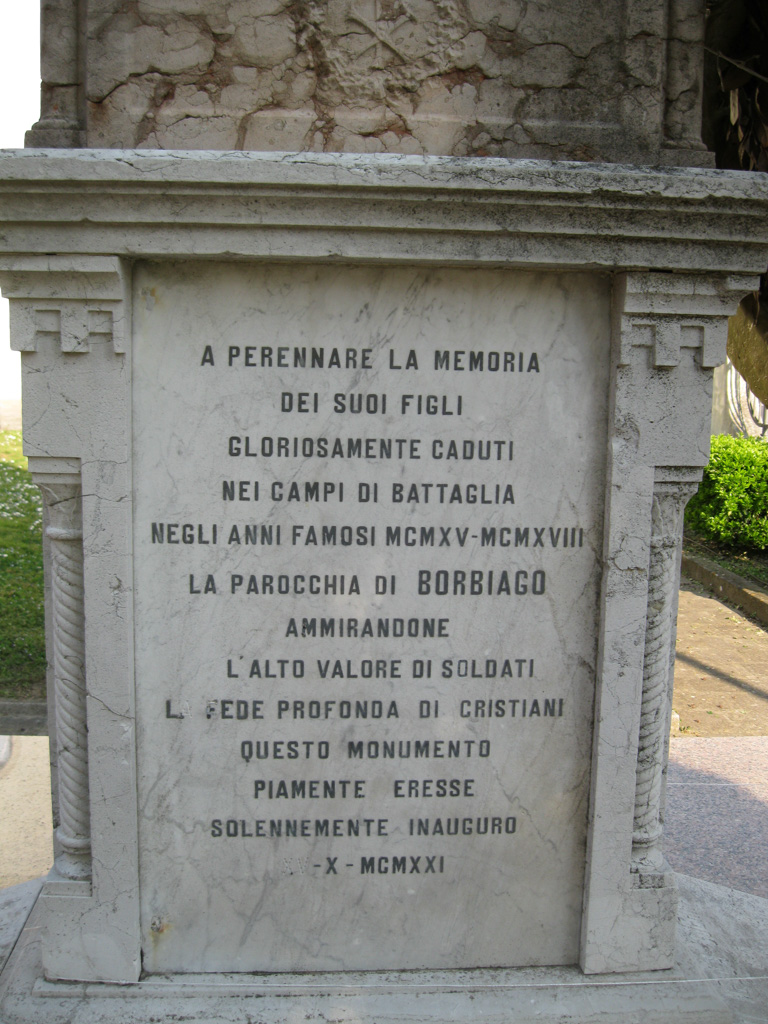 A PERENNARE LA MEMORIA
DEI SUOI FIGLI
GLORIOSAMENTE CADUTI
NEI CAMPI DI BATTAGLIA
NEGLI ANNI FAMOSI MCMXV-MCMXVIII
LA PAROCCHIA DI BORBIAGO
AMMIRANDONE
L'ALTO VALORE DI SOLDATI
LA FEDE PROFONDA DI CRISTIANI
QUESTO MONUMENTO
PIAMENTE ERESSE
SOLENNEMENTE INAUGURO
-X-MCMXXI